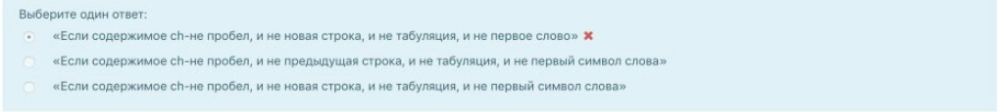 Выберите один ответ:
«Если содержимое ch-не пробел, и не новая строка, и не табуляция, и не первое слово»
«Если содержимое ch-не пробел, и не предыдущая строка, и не табуляция, и не первый символ слова»
«Если содержимое ch-не пробел, и не новая строка, и не табуляция, и не первый символ слова»